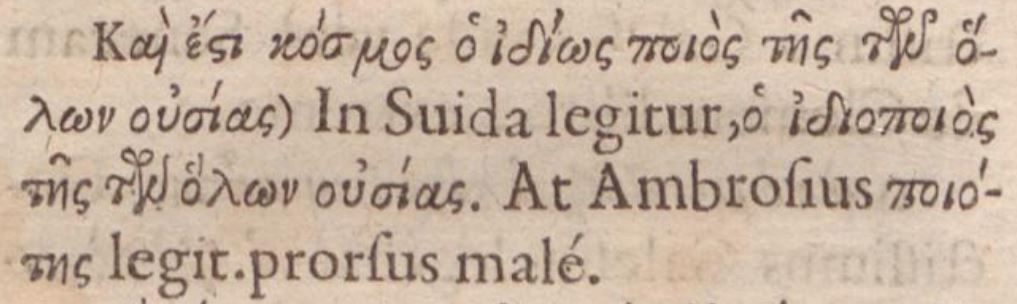 Καὶ ἔστι κόσμος ὁ ἰδίως ποιὸς τῆς τῶν ὅ-
λων οὐσίας) In Suida legitur, ὁ ἰδιοποιὸς
τῆς τῶν ὅλων οὐσίας. At Ambroſius ποιό-
της legit. prorſus malé.